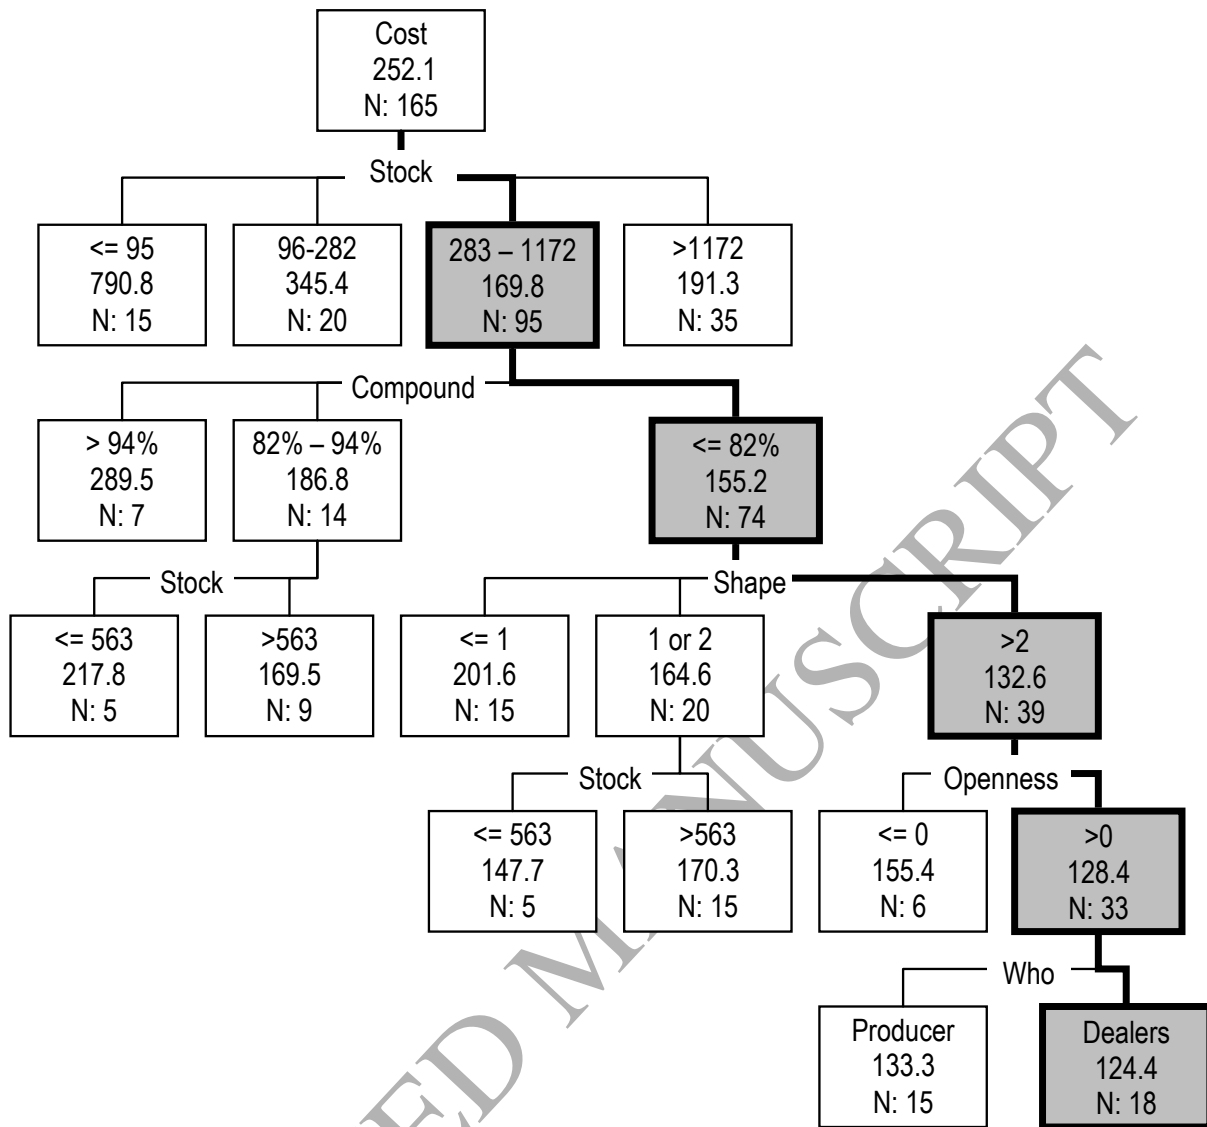 Cost
252.1
N: 165
Stock
<= 95
790.8
N: 15
96-282
345.4
N: 20
283 – 1172
169.8
N: 95
>1172
191.3
N: 35
Compound
> 94%
289.5
N: 7
82% – 94%
186.8
N: 14
<= 82%
155.2
N: 74
Stock
Shape
<= 563
217.8
N: 5
>563
169.5
N: 9
<= 1
201.6
N: 15
1 or 2
164.6
N: 20
>2
132.6
N: 39
Stock
Openness
<= 563
147.7
N: 5
>563
170.3
N: 15
<= 0
155.4
N: 6
>0
128.4
N: 33
Who
Producer
133.3
N: 15
Dealers
124.4
N: 18
ED MANUSCRIPT